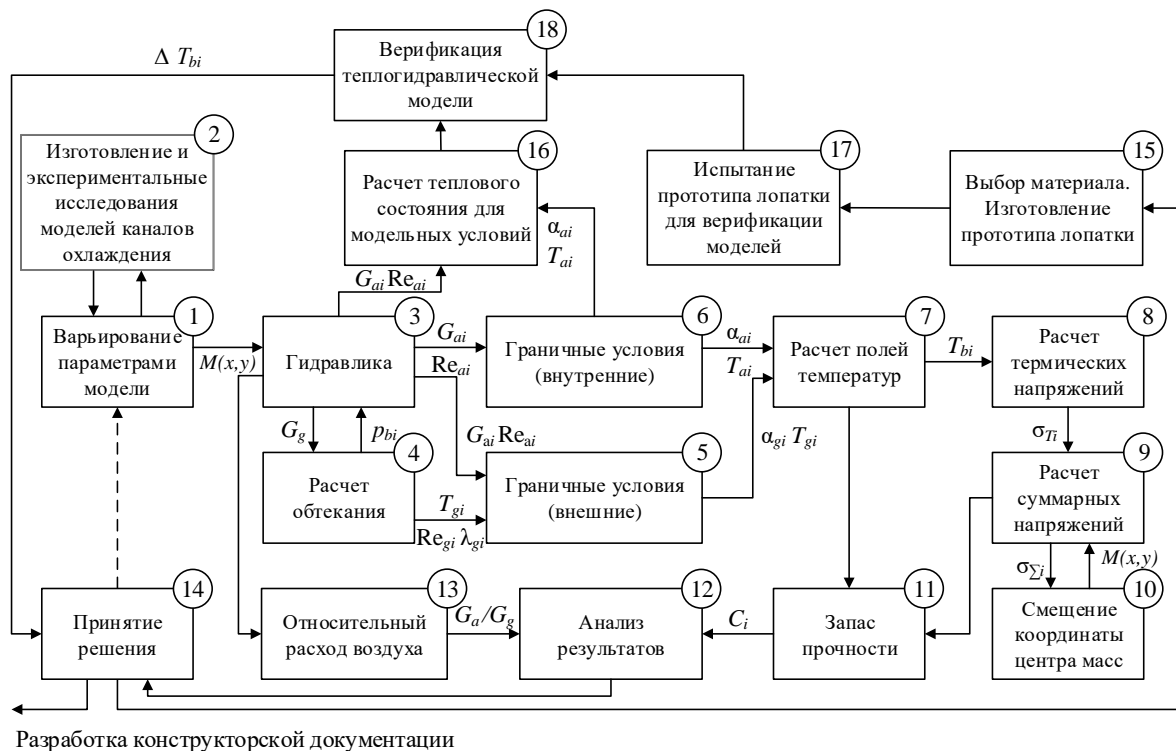 18
Верификация
теплогидравлической
модели
Δ T_bi
2
Изготовление и
экспериментальные
исследования
моделей каналов
охлаждения
16
Расчет теплового
состояния для
модельных условий
α_ai
T_ai
G_ai Re_ai
17
Испытание
прототипа лопатки
для верификации
моделей
15
Выбор материала.
Изготовление
прототипа лопатки
1
Варьирование
параметрами
модели
M(x,y)
3
Гидравлика
G_ai
Re_ai
6
Граничные условия
(внутренние)
α_ai
T_ai
7
Расчет полей
температур
T_bi
8
Расчет
термических
напряжений
G_g
p_bi
G_ai Re_ai
α_gi T_gi
σ_Ti
4
Расчет
обтекания
T_gi
Re_gi λ_gi
5
Граничные условия
(внешние)
9
Расчет
суммарных
напряжений
σ_∑i
M(x,y)
14
Принятие
решения
13
Относительный
расход воздуха
G_a/G_g
12
Анализ
результатов
C_i
11
Запас
прочности
10
Смещение
координаты
центра масс
Разработка конструкторской документации